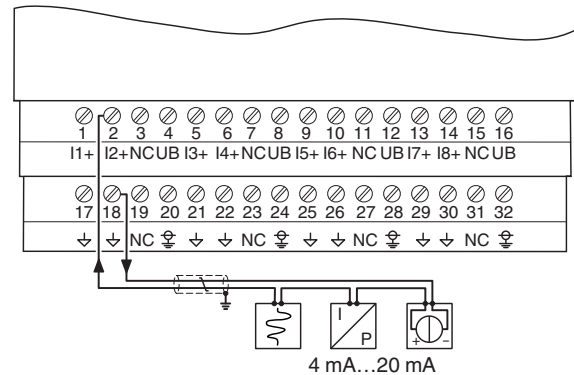 1 2 3 4 5 6 7 8 9 10 11 12 13 14 15 16
I1+ I2+ NC UB I3+ I4+ NC UB I5+ I6+ NC UB I7+ I8+ NC UB
17 18 19 20 21 22 23 24 25 26 27 28 29 30 31 32
NC NC NC NC
I P + -
4 mA…20 mA